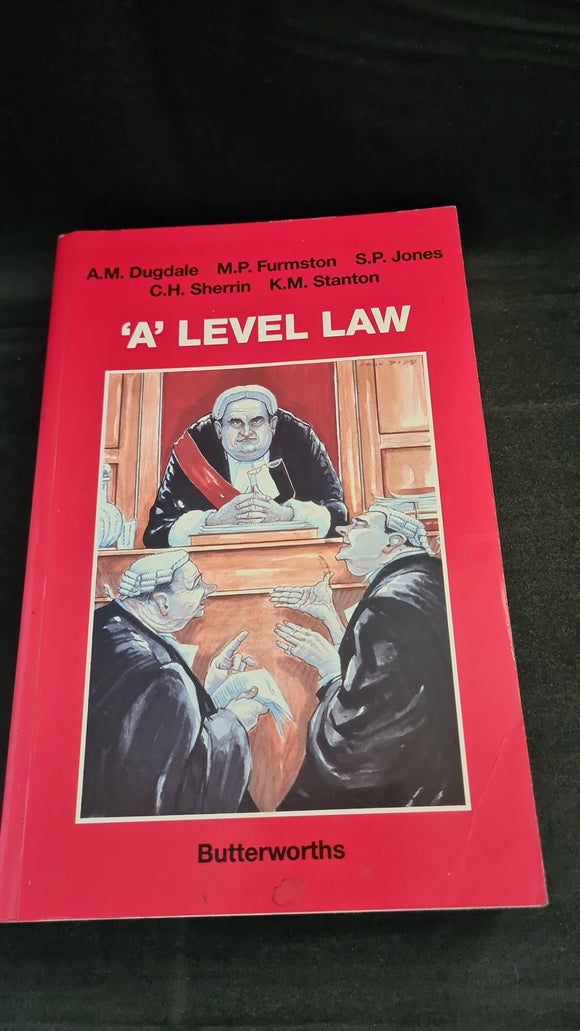 A.M. Dugdale M.P. Furmston S.P. Jones
C.H. Sherrin K.M. Stanton
'A' LEVEL LAW
Butterworths